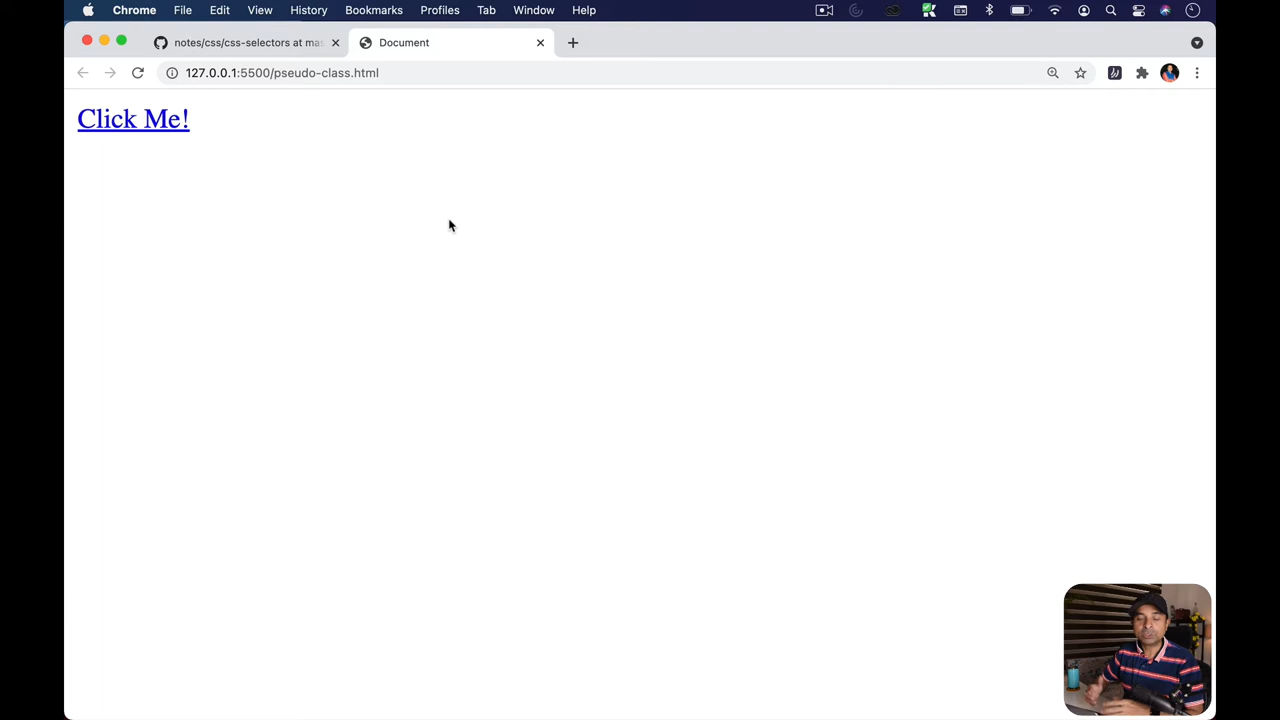 Chrome File Edit View History Bookmarks Profiles Tab Window Help
notes/css/css-selectors at mas Document
127.0.0.1:5500/pseudo-class.html
Click Me!